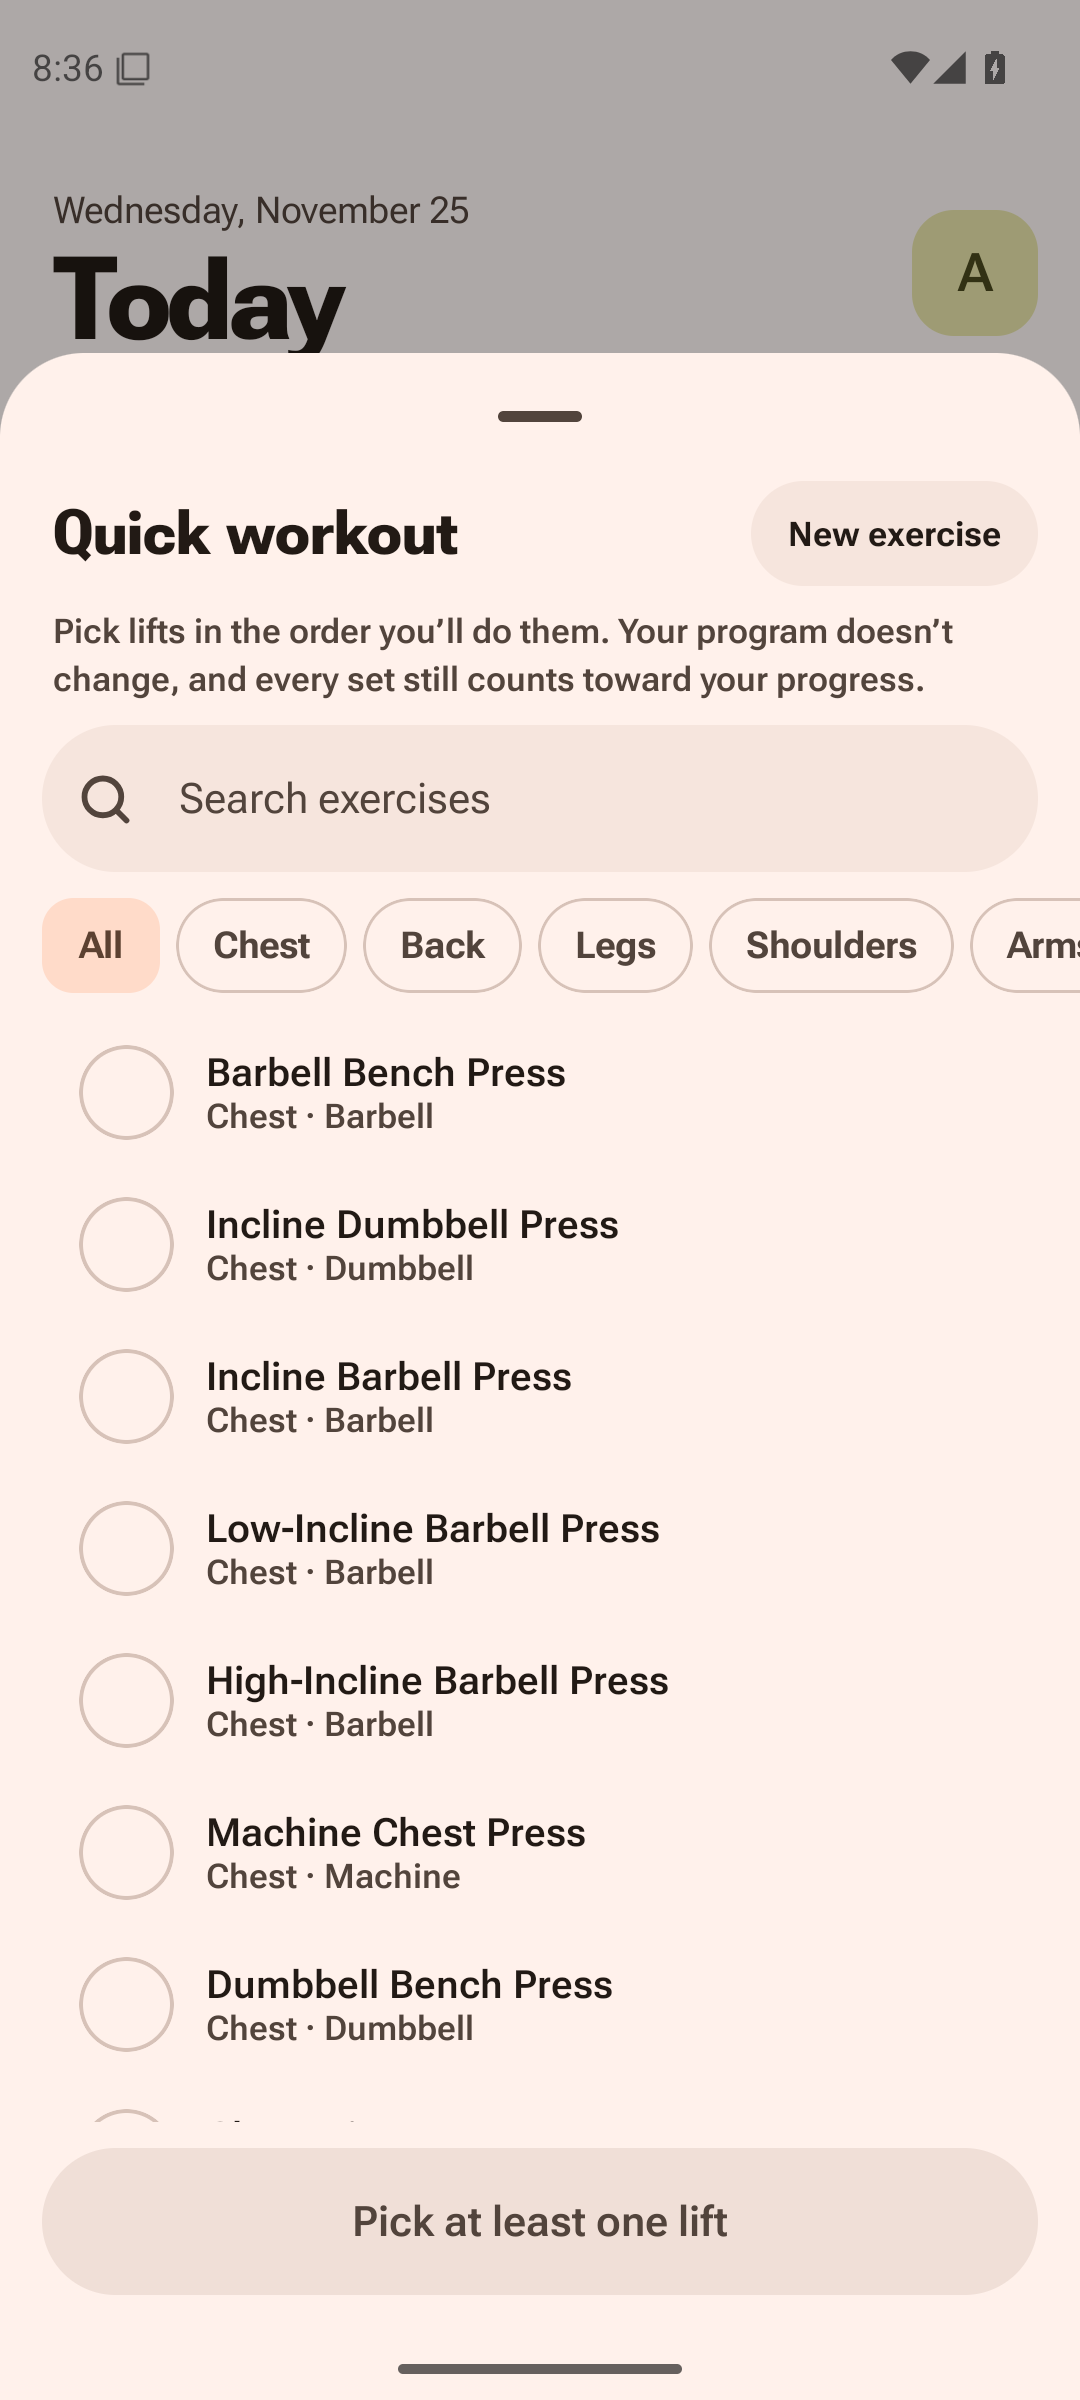 8:36
Wednesday, November 25
Today
A
Quick workout
New exercise
Pick lifts in the order you’ll do them. Your program doesn’t
change, and every set still counts toward your progress.
Search exercises
All
Chest
Back
Legs
Shoulders
Arms
Barbell Bench Press
Chest · Barbell
Incline Dumbbell Press
Chest · Dumbbell
Incline Barbell Press
Chest · Barbell
Low-Incline Barbell Press
Chest · Barbell
High-Incline Barbell Press
Chest · Barbell
Machine Chest Press
Chest · Machine
Dumbbell Bench Press
Chest · Dumbbell
Pick at least one lift